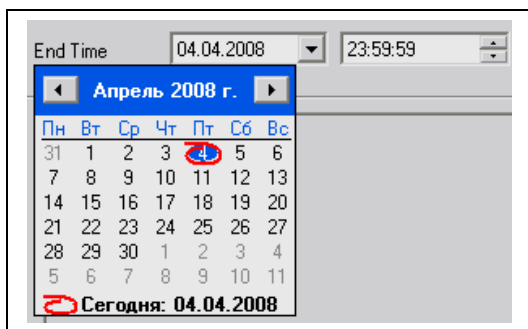 End Time 04.04.2008 23:59:59
Апрель 2008 г.
Пн Вт Ср Чт Пт Сб Вс
31 1 2 3 4 5 6
7 8 9 10 11 12 13
14 15 16 17 18 19 20
21 22 23 24 25 26 27
28 29 30 1 2 3 4
5 6 7 8 9 10 11
Сегодня: 04.04.2008